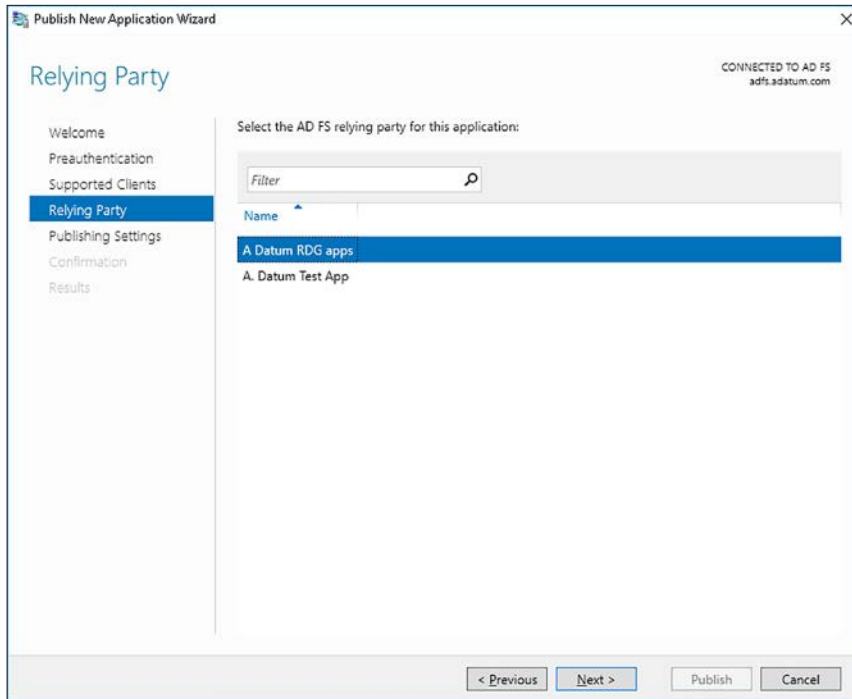 Publish New Application Wizard
Relying Party
CONNECTED TO AD FS
adfs.adatum.com
Welcome
Preauthentication
Supported Clients
Relying Party
Publishing Settings
Confirmation
Results
Select the AD FS relying party for this application:
Filter
Name
A Datum RDG apps
A. Datum Test App
< Previous
Next >
Publish
Cancel